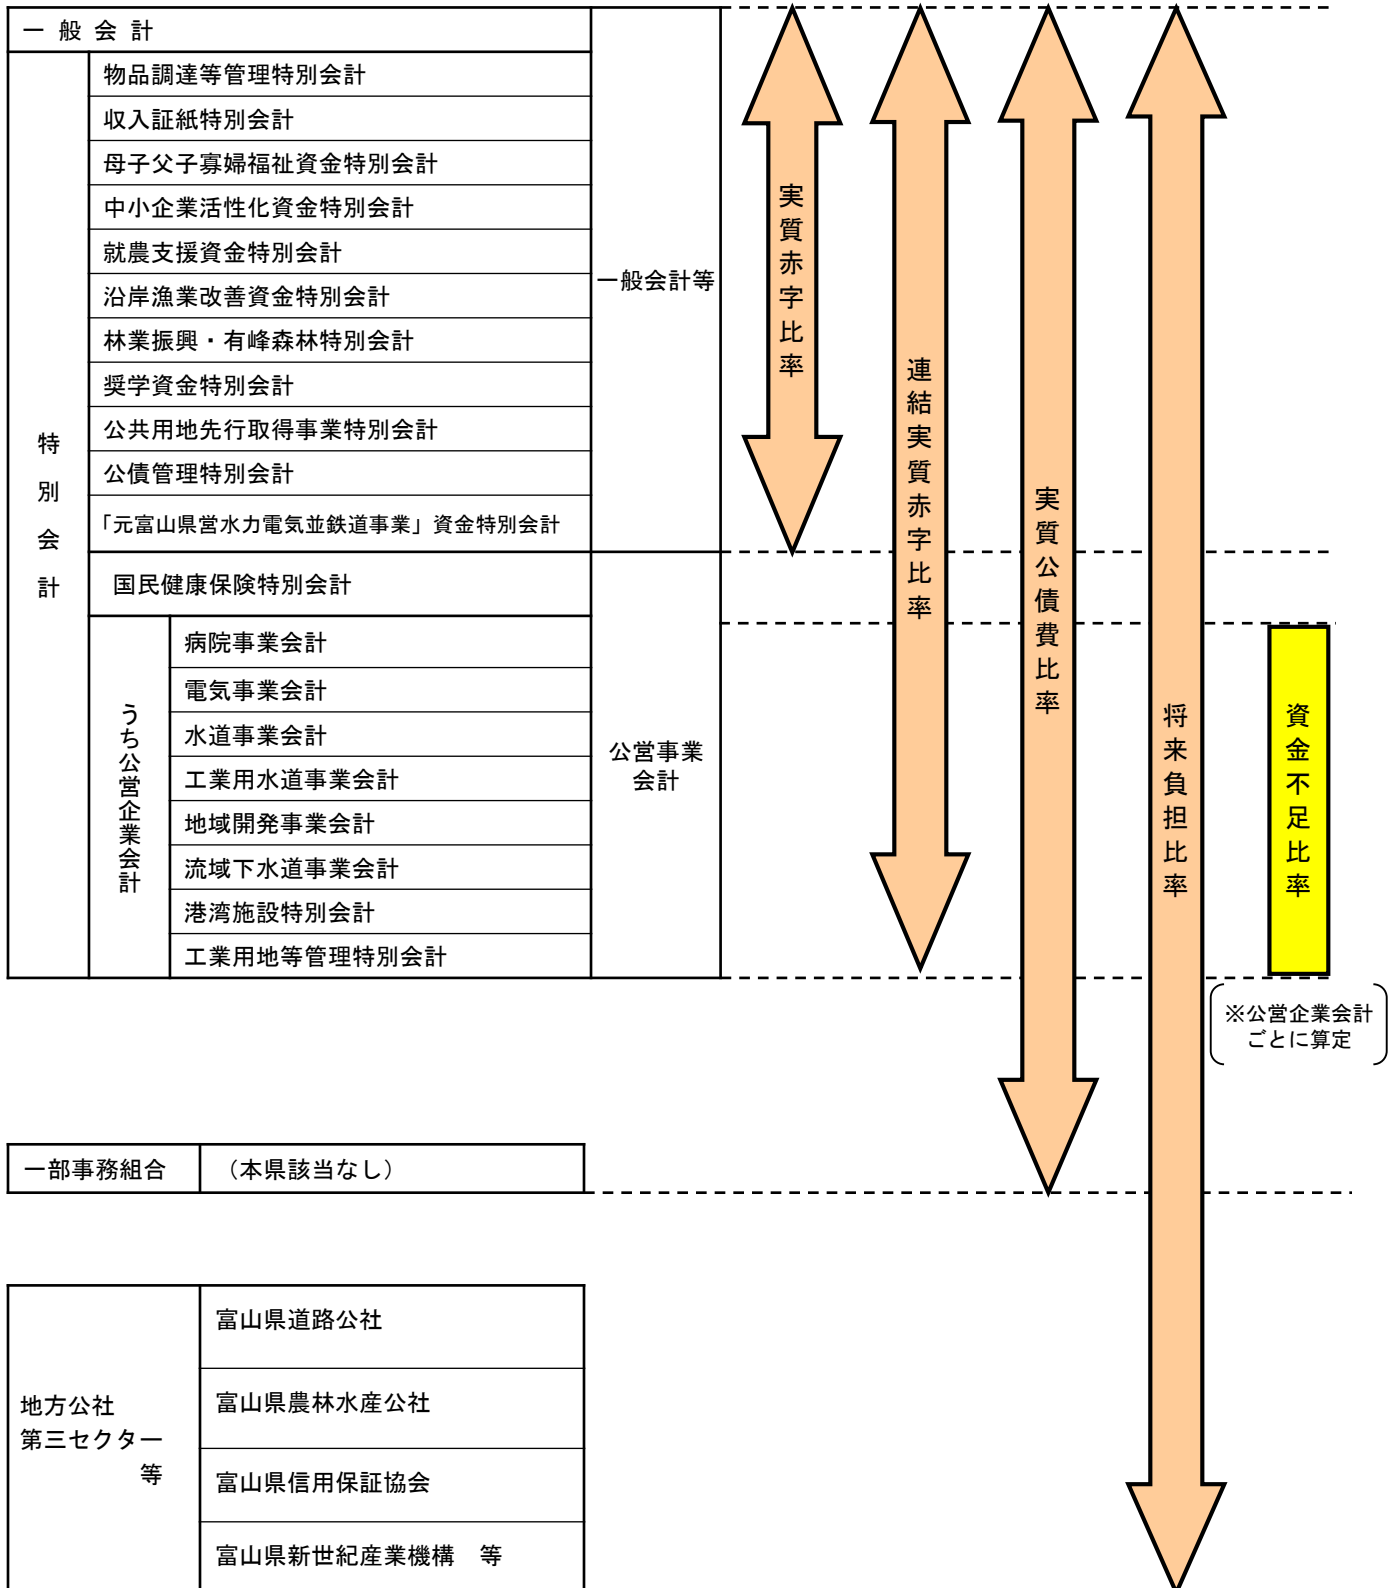 一般会計
特別会計
物品調達等管理特別会計
収入証紙特別会計
母子父子寡婦福祉資金特別会計
中小企業活性化資金特別会計
就農支援資金特別会計
沿岸漁業改善資金特別会計
林業振興・有峰森林特別会計
奨学資金特別会計
公共用地先行取得事業特別会計
公債管理特別会計
「元富山県営水力電気並鉄道事業」資金特別会計
国民健康保険特別会計
うち公営企業会計
病院事業会計
電気事業会計
水道事業会計
工業用水道事業会計
地域開発事業会計
流域下水道事業会計
港湾施設特別会計
工業用地等管理特別会計
一般会計等
公営事業
会計
実質赤字比率
連結実質赤字比率
実質公債費比率
将来負担比率
資金不足比率
※公営企業会計
ごとに算定
一部事務組合
（本県該当なし）
地方公社
第三セクター
等
富山県道路公社
富山県農林水産公社
富山県信用保証協会
富山県新世紀産業機構　等